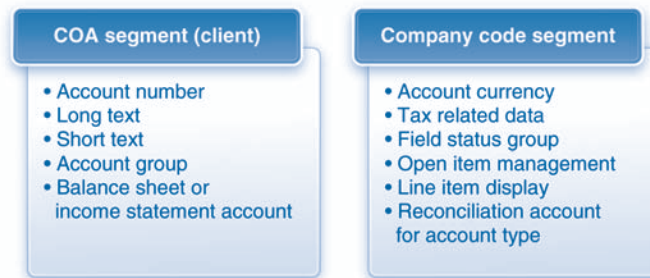 COA segment (client)
• Account number
• Long text
• Short text
• Account group
• Balance sheet or
income statement account
Company code segment
• Account currency
• Tax related data
• Field status group
• Open item management
• Line item display
• Reconciliation account
for account type